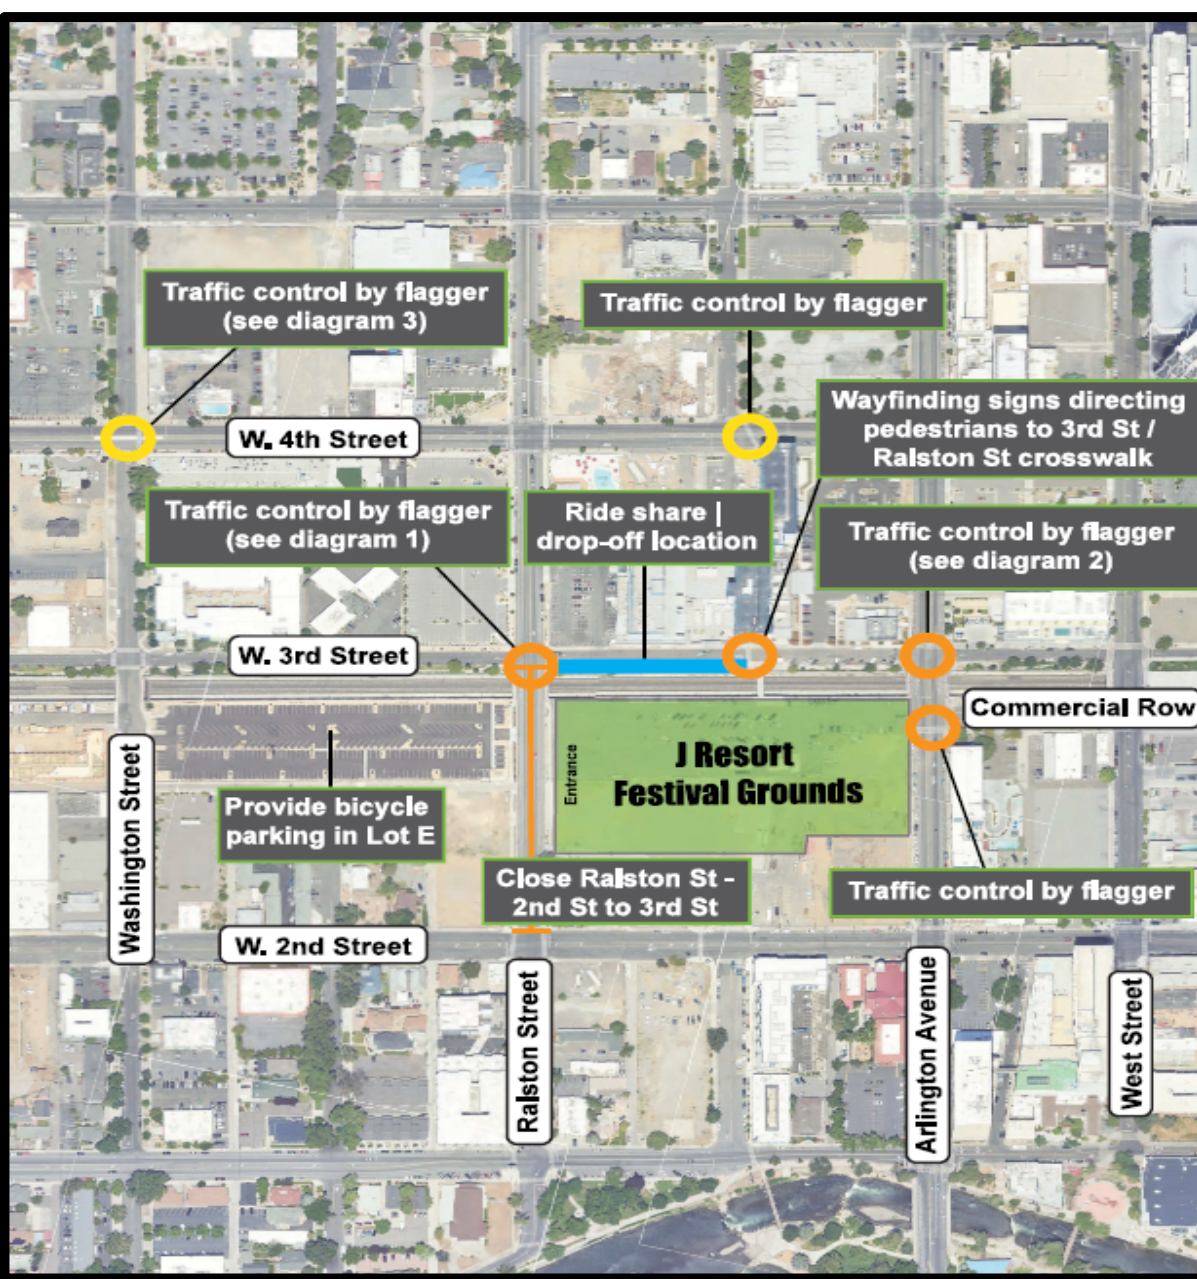 Traffic control by flagger
(see diagram 3)
Traffic control by flagger
Wayfinding signs directing
pedestrians to 3rd St /
Ralston St crosswalk
W. 4th Street
Traffic control by flagger
(see diagram 1)
Ride share |
drop-off location
Traffic control by flagger
(see diagram 2)
W. 3rd Street
Commercial Row
J Resort
Festival Grounds
Entrance
Provide bicycle
parking in Lot E
Washington Street
Close Ralston St -
2nd St to 3rd St
Traffic control by flagger
W. 2nd Street
Ralston Street
Arlington Avenue
West Street